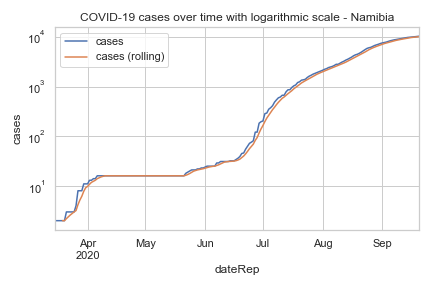 COVID-19 cases over time with logarithmic scale - Namibia
cases
cases (rolling)
10⁴
10³
10²
10¹
cases
Apr
2020
May
Jun
Jul
Aug
Sep
dateRep